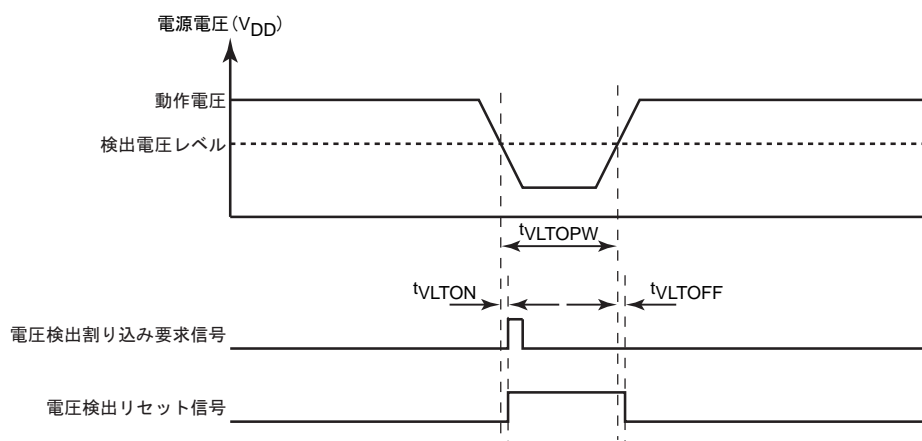 電源電圧(VDD)
動作電圧
検出電圧レベル
tVLTOPW
tVLTON
tVLTOFF
電圧検出割り込み要求信号
電圧検出リセット信号